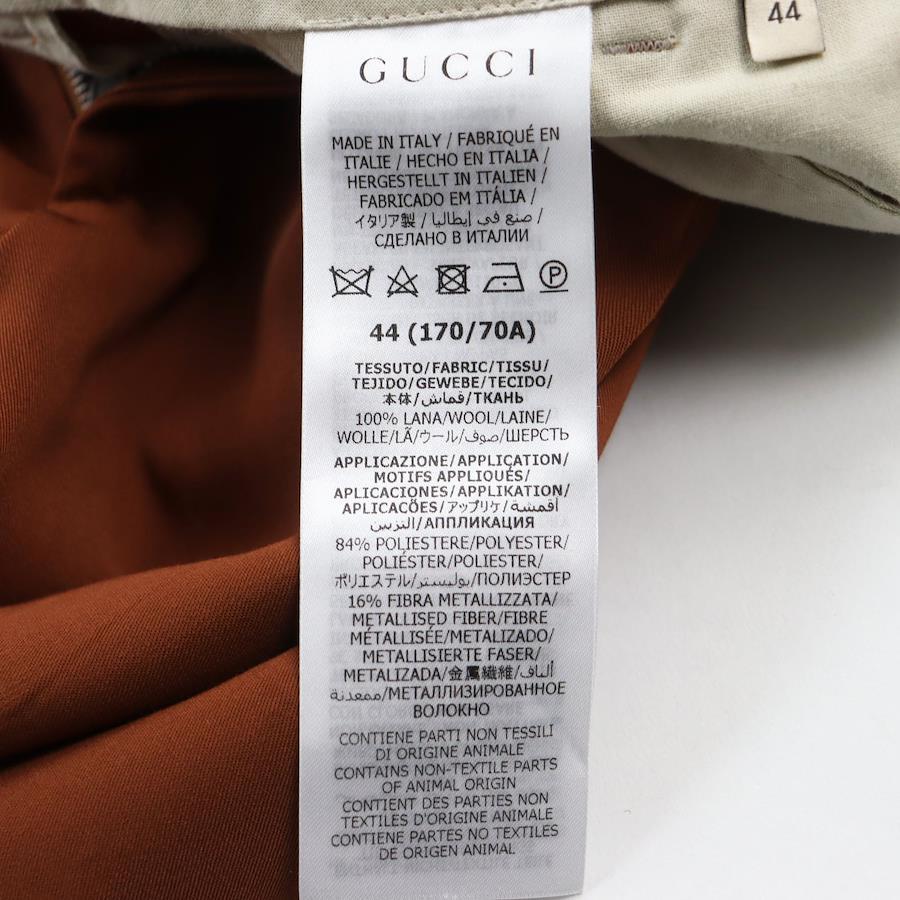 44
GUCCI
MADE IN ITALY / FABRIQUÉ EN
ITALIE / HECHO EN ITALIA /
HERGESTELLT IN ITALIEN /
FABRICADO EM ITÁLIA /
イタリア製 / صنع في إيطاليا /
СДЕЛАНО В ИТАЛИИ
P
44 (170/70A)
TESSUTO/FABRIC/TISSU/
TEJIDO/GEWEBE/TECIDO/
本体/قماش/ТКАНЬ
100% LANA/WOOL/LAINE/
WOLLE/LÃ/ウール/صوف/ШЕРСТЬ
APPLICAZIONE/APPLICATION/
MOTIFS APPLIQUÉS/
APLICACIONES/APPLIKATION/
APLICACÕES/アップリケ/أقمشة
التزيين/АППЛИКАЦИЯ
84% POLIESTERE/POLYESTER/
POLIÉSTER/POLIÉSTER/
ポリエステル/بوليستر/ПОЛИЭСТЕР
16% FIBRA METALLIZZATA/
METALLISED FIBER/FIBRE
MÉTALLISÉE/METALIZADO/
METALLISIERTE FASER/
METALIZADA/金属繊維/ألياف
ممعدنة/МЕТАЛЛИЗИРОВАННОЕ
ВОЛОКНО
CONTIENE PARTI NON TESSILI
DI ORIGINE ANIMALE
CONTAINS NON-TEXTILE PARTS
OF ANIMAL ORIGIN
CONTIENT DES PARTIES NON
TEXTILES D'ORIGINE ANIMALE
CONTIENE PARTES NO TEXTILES
DE ORIGEN ANIMAL